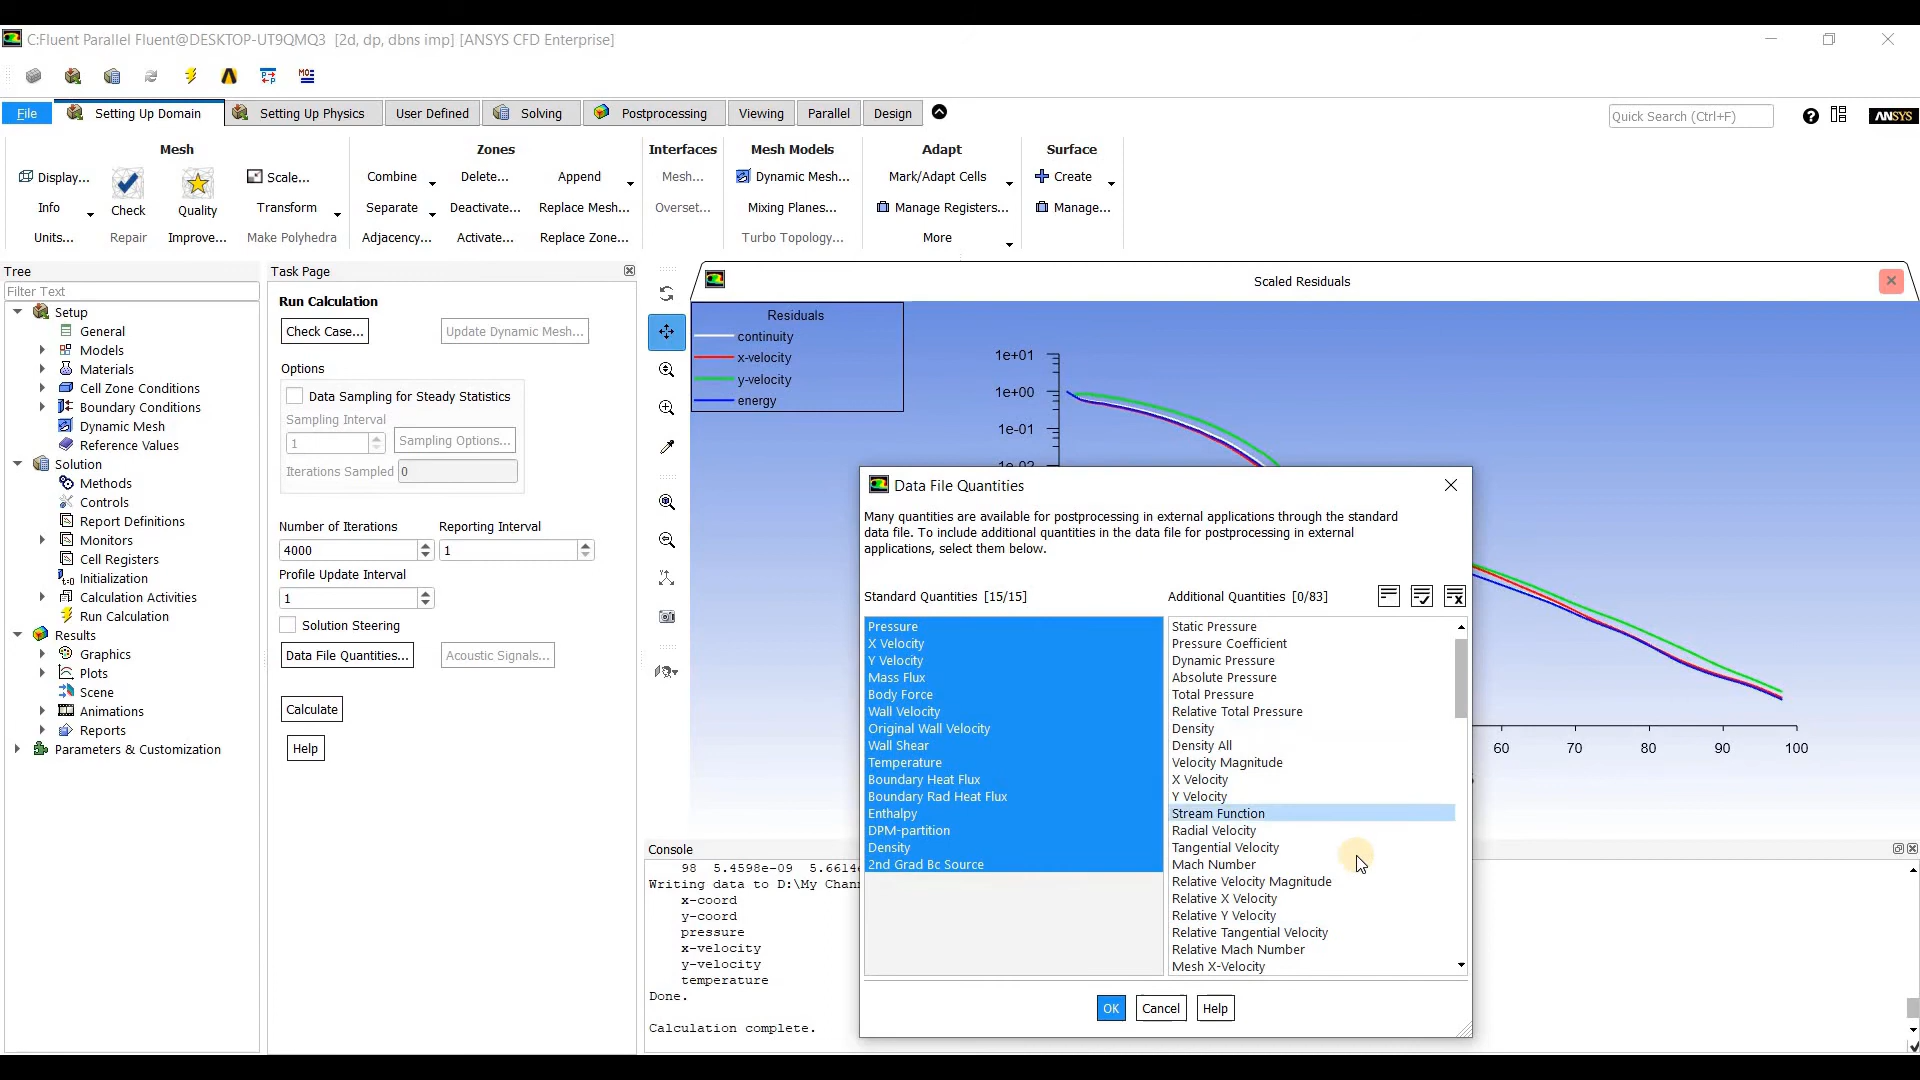 C:Fluent Parallel Fluent@DESKTOP-UT9QMQ3 [2d, dp, dbns imp] [ANSYS CFD Enterprise]
File
Setting Up Domain
Setting Up Physics
User Defined
Solving
Postprocessing
Viewing
Parallel
Design
Quick Search (Ctrl+F)
ANSYS
Mesh
Display...
Info
Units...
Check
Repair
Quality
Improve...
Scale...
Transform
Make Polyhedra
Zones
Combine
Separate
Adjacency...
Delete...
Deactivate...
Activate...
Append
Replace Mesh...
Replace Zone...
Interfaces
Mesh...
Overset...
Mesh Models
Dynamic Mesh...
Mixing Planes...
Turbo Topology...
Adapt
Mark/Adapt Cells
Manage Registers...
More
Surface
Create
Manage...
Tree
Filter Text
Setup
General
Models
Materials
Cell Zone Conditions
Boundary Conditions
Dynamic Mesh
Reference Values
Solution
Methods
Controls
Report Definitions
Monitors
Cell Registers
Initialization
Calculation Activities
Run Calculation
Results
Graphics
Plots
Scene
Animations
Reports
Parameters & Customization
Task Page
Run Calculation
Check Case...
Update Dynamic Mesh...
Options
Data Sampling for Steady Statistics
Sampling Interval
1
Sampling Options...
Iterations Sampled 0
Number of Iterations
Reporting Interval
4000
1
Profile Update Interval
1
Solution Steering
Data File Quantities...
Acoustic Signals...
Calculate
Help
Scaled Residuals
Residuals
continuity
x-velocity
y-velocity
energy
1e+01
1e+00
1e-01
1e-02
60
70
80
90
100
Data File Quantities
Many quantities are available for postprocessing in external applications through the standard
data file. To include additional quantities in the data file for postprocessing in external
applications, select them below.
Standard Quantities [15/15]
Pressure
X Velocity
Y Velocity
Mass Flux
Body Force
Wall Velocity
Original Wall Velocity
Wall Shear
Temperature
Boundary Heat Flux
Boundary Rad Heat Flux
Enthalpy
DPM-partition
Density
2nd Grad Bc Source
Additional Quantities [0/83]
Static Pressure
Pressure Coefficient
Dynamic Pressure
Absolute Pressure
Total Pressure
Relative Total Pressure
Density
Density All
Velocity Magnitude
X Velocity
Y Velocity
Stream Function
Radial Velocity
Tangential Velocity
Mach Number
Relative Velocity Magnitude
Relative X Velocity
Relative Y Velocity
Relative Tangential Velocity
Relative Mach Number
Mesh X-Velocity
OK
Cancel
Help
Console
98 5.4598e-09 5.6614e
Writing data to D:\My Chan
x-coord
y-coord
pressure
x-velocity
y-velocity
temperature
Done.
Calculation complete.